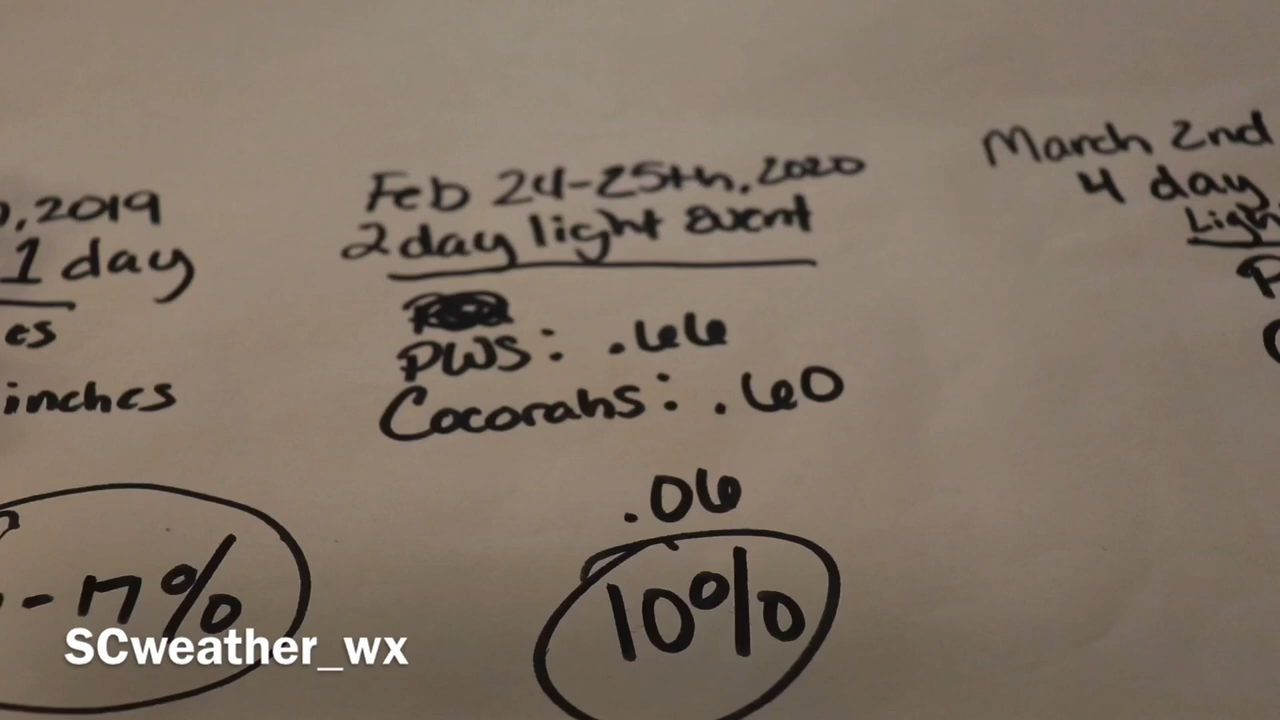 , 2019
1 day
es
inches
- 17%
Feb 24-25th, 2020
2 day light event
PWS: .66
Cocorahs: .60
.06
10%
March 2nd
4 day
Ligh
P
C
SCweather_wx